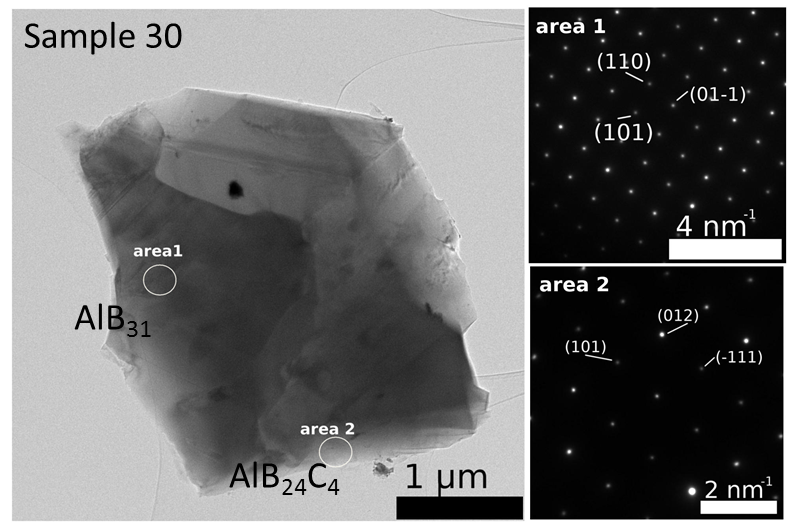 Sample 30
area1
AlB₃₁
area 2
AlB₂₄C₄
1 µm
area 1
(110)
(01-1)
(101)
4 nm⁻¹
area 2
(012)
(101)
(-111)
2 nm⁻¹